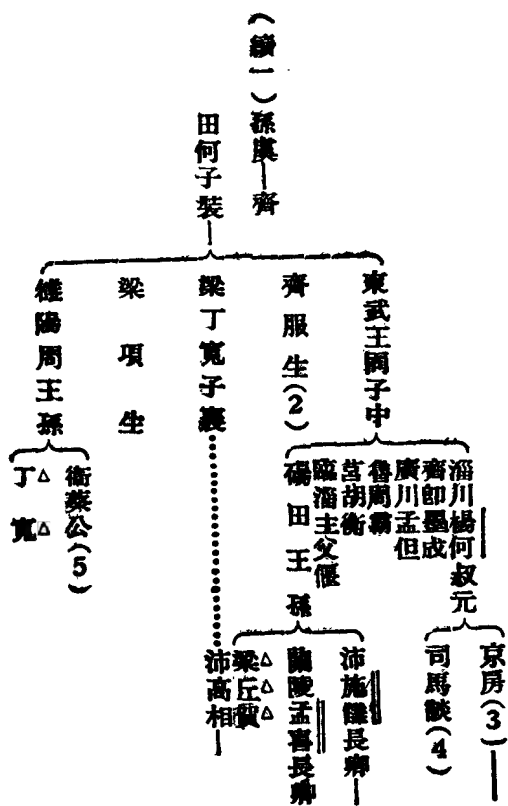 (續一)孫虞—齊
田何子裝
東武王同子中
齊服生(2)
梁丁寬子襄
梁項生
雒陽周王孫
淄川楊何叔元
齊卽墨成
廣川孟但
魯周霸
莒胡衡
臨淄主父偃
碭田王孫
衞蔡公(5)
丁寬
京房(3)
司馬談(4)
沛施讎長卿
蘭陵孟喜長卿
梁丘賀
沛高相